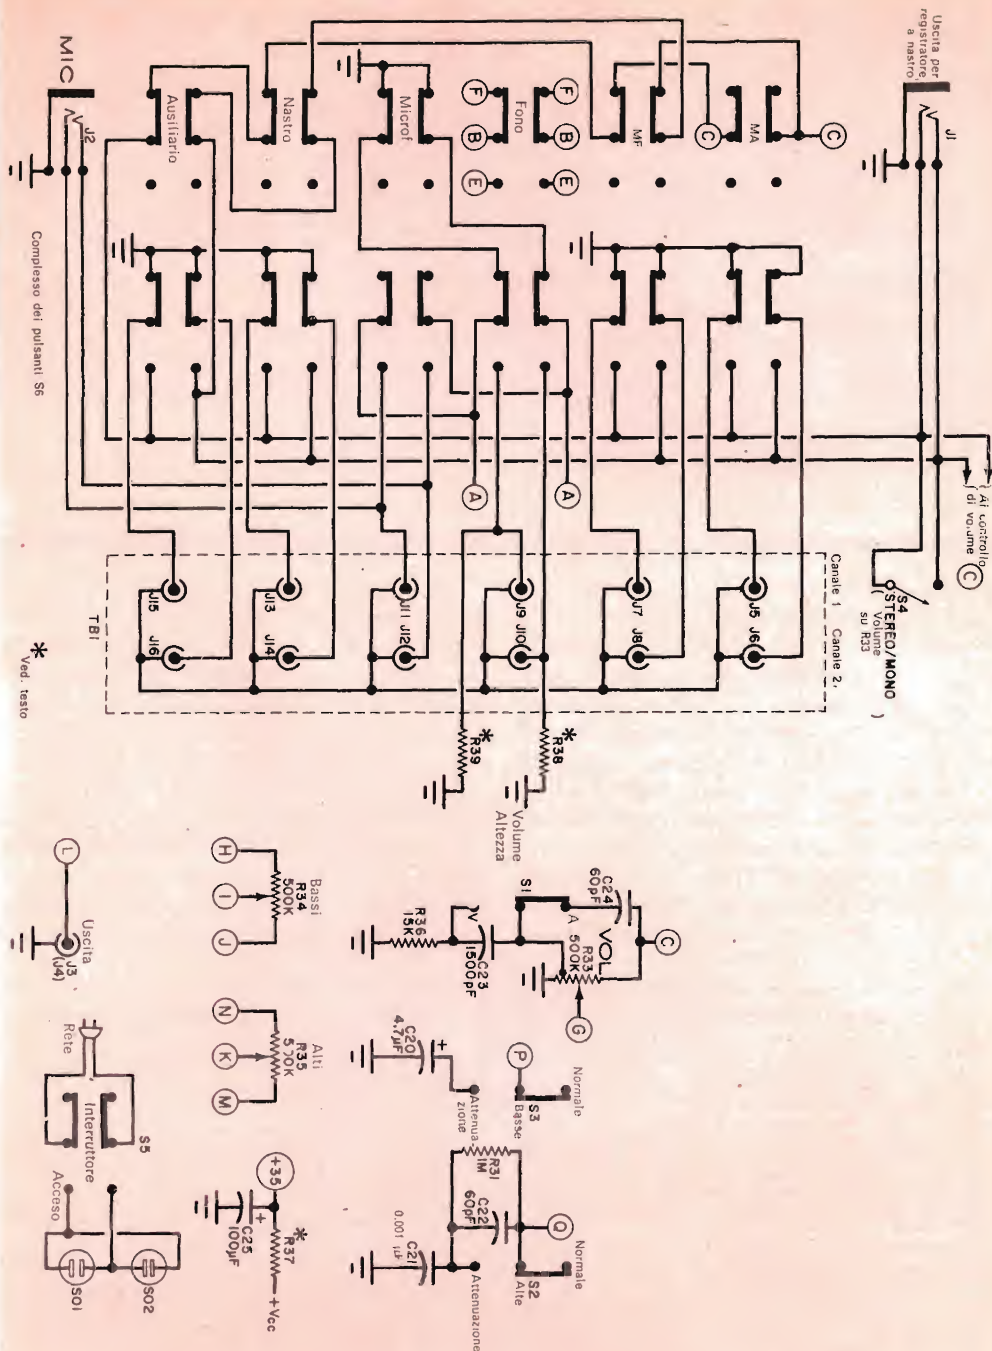 Uscita per
registratore
a nastro
J1
MIC
J2
Ausiliario
Nastro
Microf
Fono
MF
MA
F
F
B
B
E
E
C
C
Complesso dei pulsanti S6
A
A
Ai controlli
di volume
C
S4
STEREO/MONO
( Volume
su R33 )
Canale 1 Canale 2,
J15
J16
J13
J14
J11
J12
J9
J10
J7
J8
J5
J6
TB1
*
Ved. testo
*
R39
*
R38
Volume
Altezza
S1
A
C24
60pF
VOL
R33
500K
C
G
V
C23
1500pF
R36
15K
Bassi
R34
500K
H
I
J
Alti
R35
500K
N
K
M
L
Uscita
J3
(J4)
Rete
S5
Interruttore
Acceso
SO1
SO2
C20
4.7µF
+
Attenua-
zione
P
S3
Basse
Normale
R31
1M
C22
60pF
C21
0.001 µF
Q
S2
Alte
Normale
Attenuazione
+35
C25
100µF
+
*
R37
+Vcc